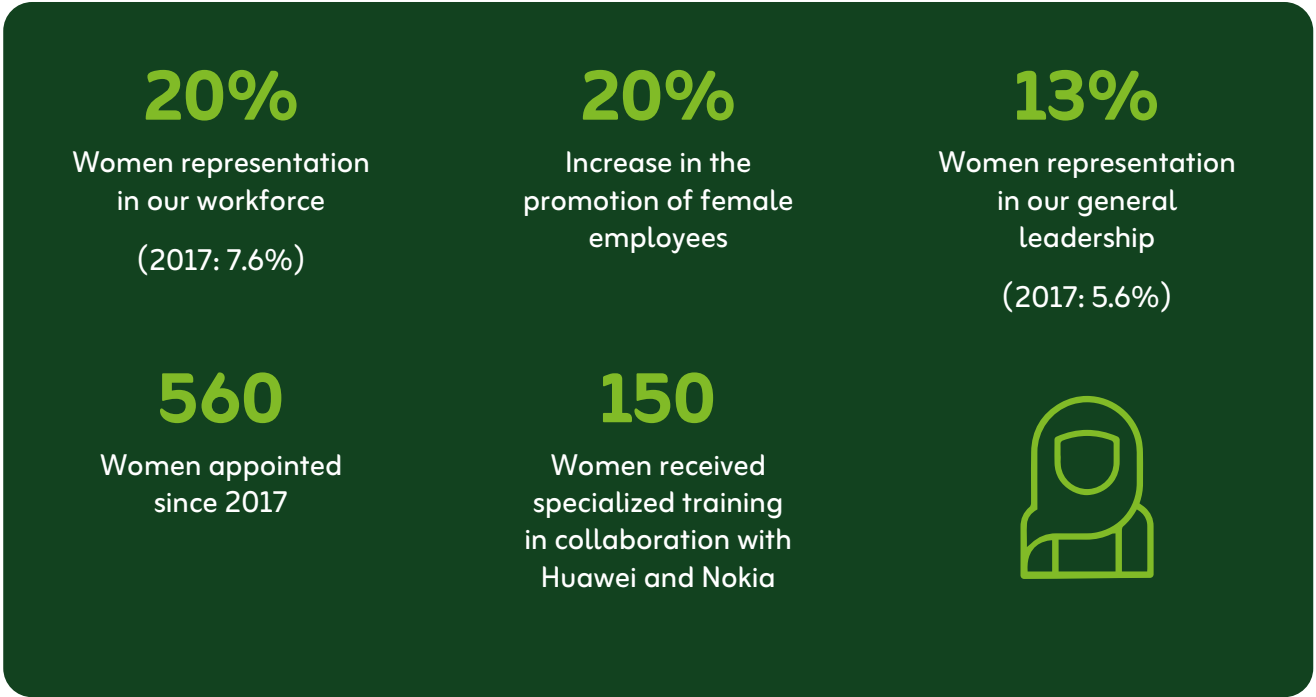 20%
Women representation
in our workforce
(2017: 7.6%)
20%
Increase in the
promotion of female
employees
13%
Women representation
in our general
leadership
(2017: 5.6%)
560
Women appointed
since 2017
150
Women received
specialized training
in collaboration with
Huawei and Nokia